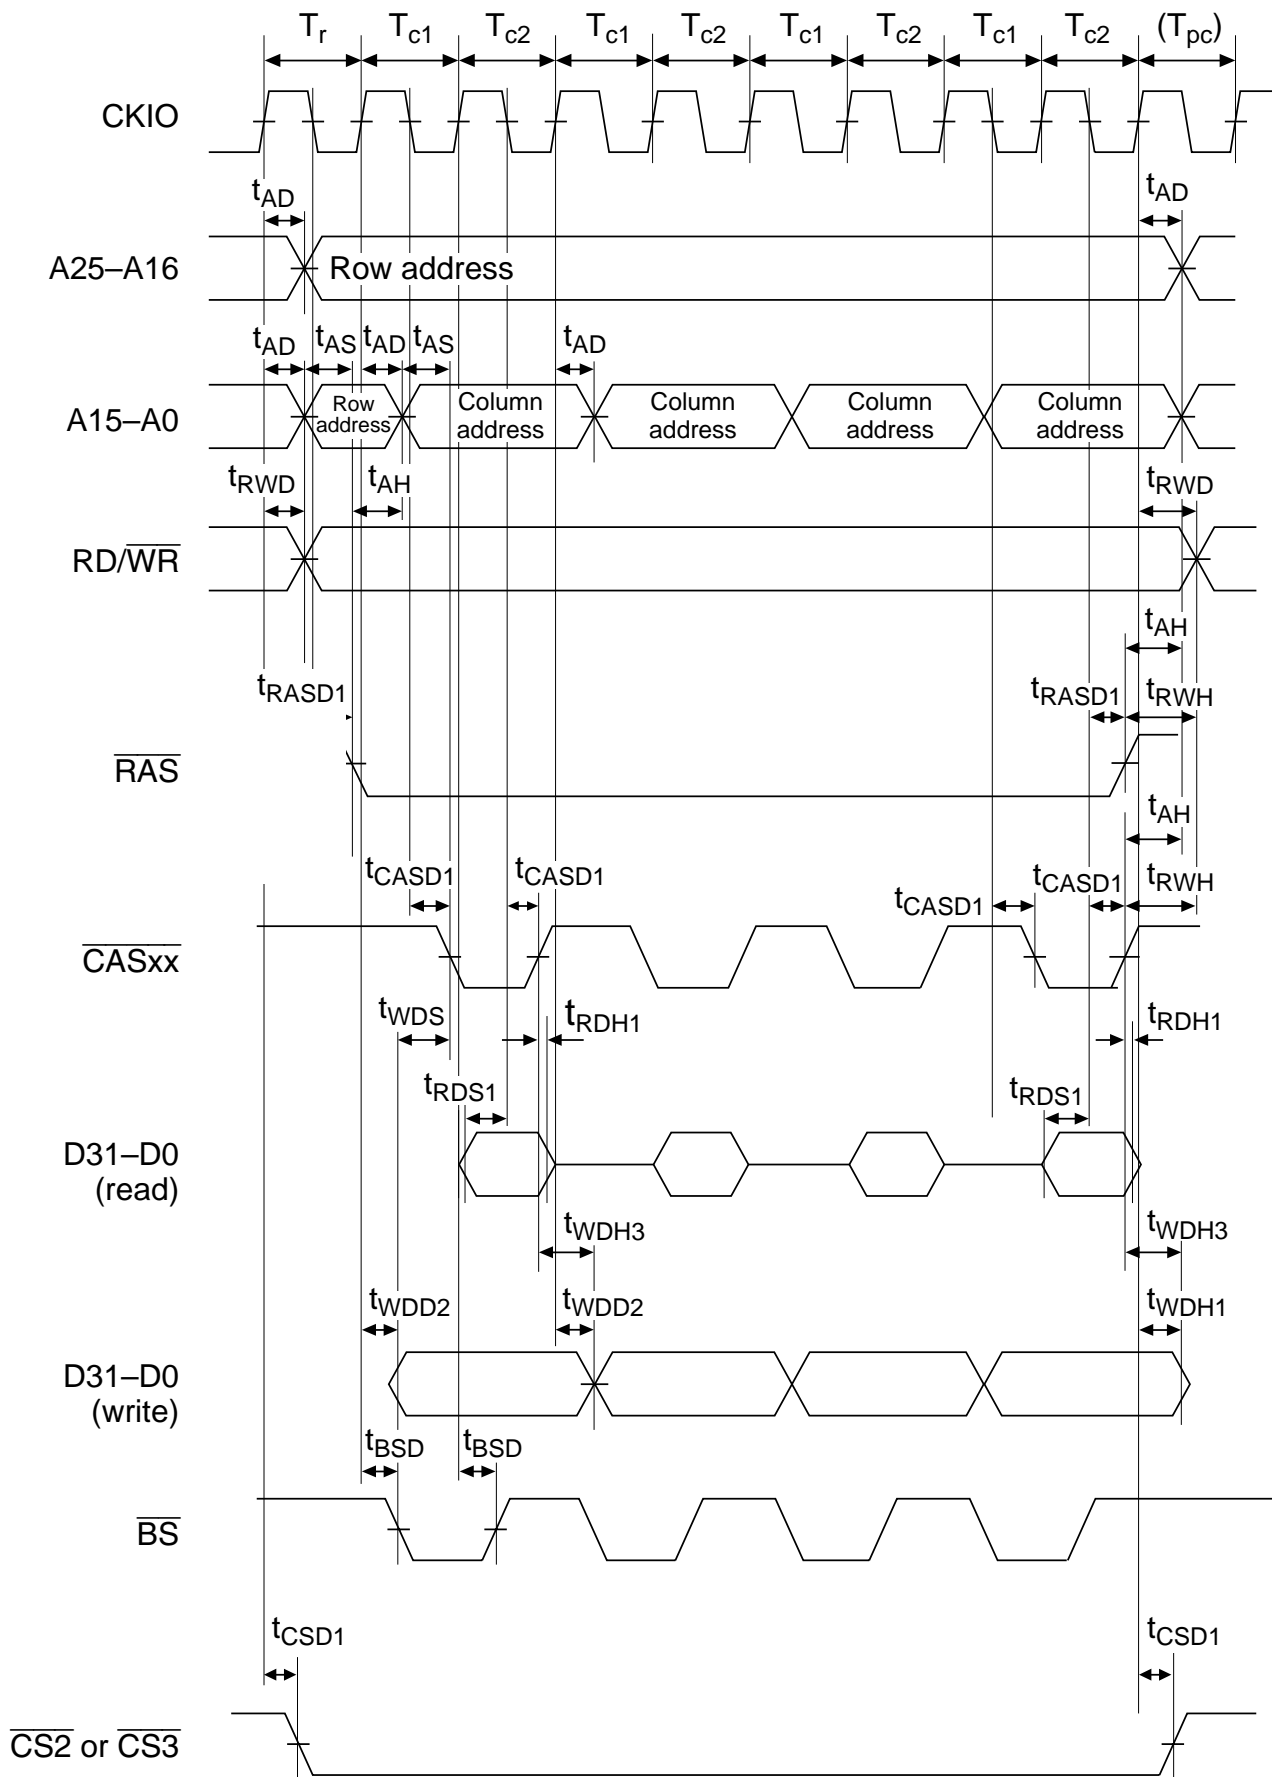 Tr Tc1 Tc2 Tc1 Tc2 Tc1 Tc2 Tc1 Tc2 (Tpc)
CKIO
tAD tAD
A25–A16 Row address
tAD tAS tAD tAS tAD
A15–A0 Row address Column address Column address Column address Column address
tRWD tAH tRWD
RD/WR
tAH
tRASD1 tRASD1 tRWH
RAS
tAH
tCASD1 tCASD1 tCASD1 tCASD1 tRWH
CASxx
tWDS tRDH1 tRDH1
tRDS1 tRDS1
D31–D0
(read)
tWDH3 tWDH3
tWDD2 tWDD2 tWDH1
D31–D0
(write)
tBSD tBSD
BS
tCSD1 tCSD1
CS2 or CS3